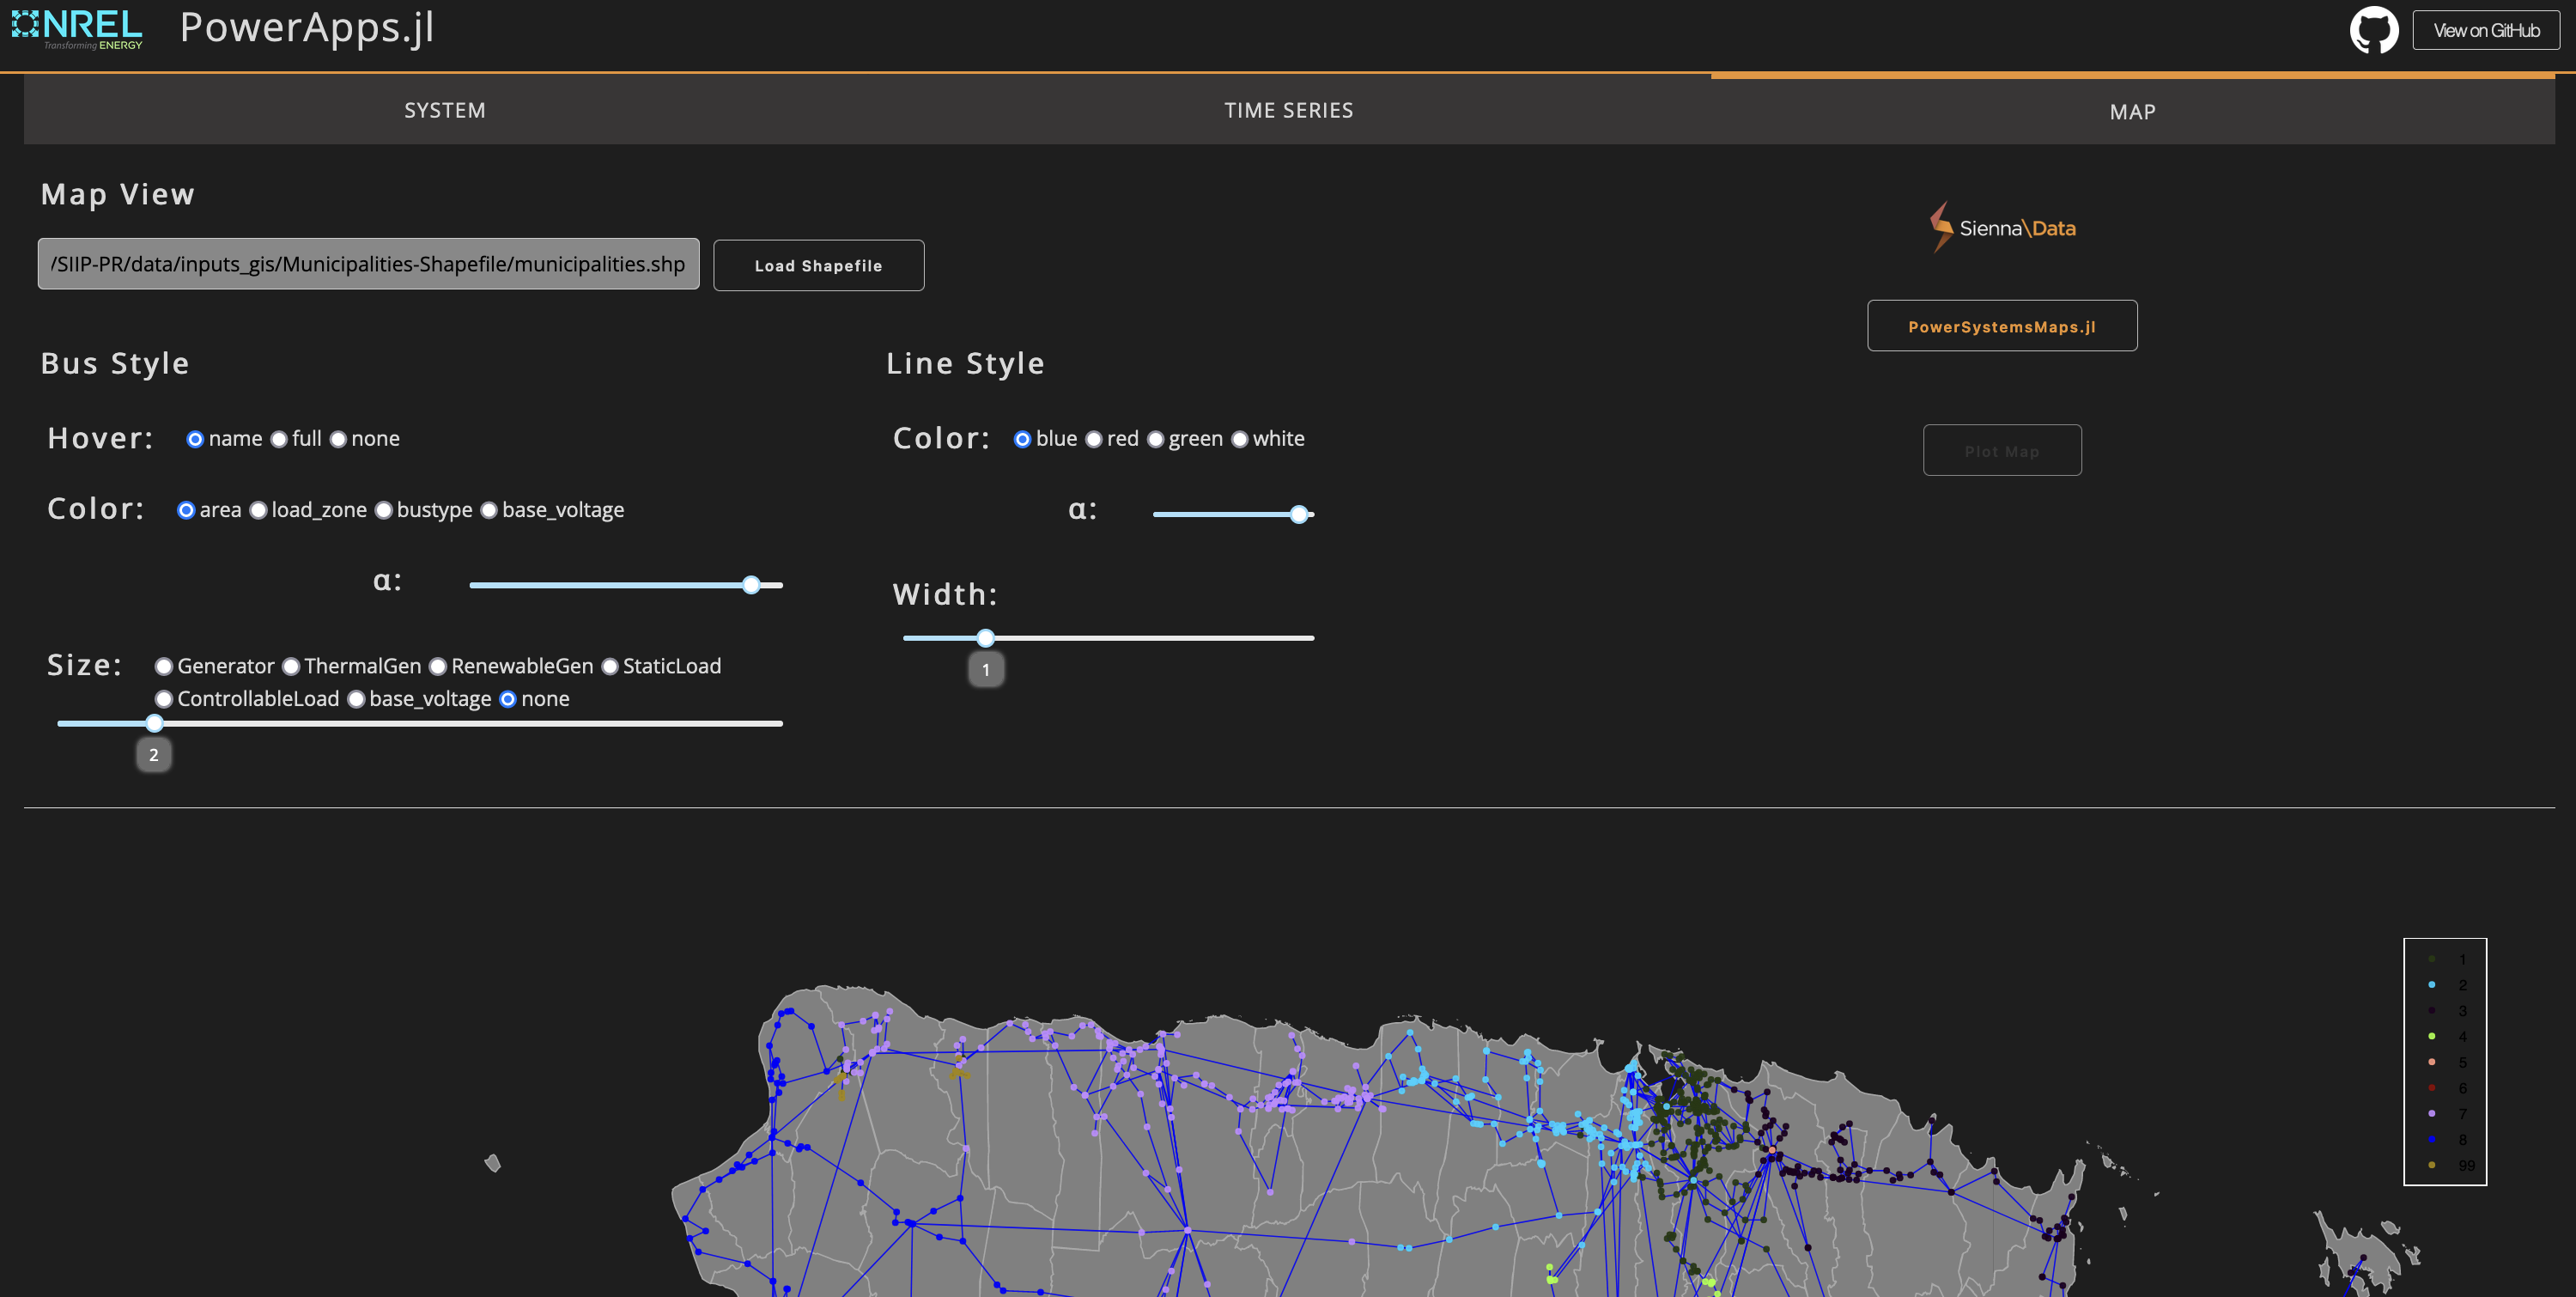 NREL
Transforming ENERGY
PowerApps.jl
View on GitHub
SYSTEM
TIME SERIES
MAP
Map View
/SIIP-PR/data/inputs_gis/Municipalities-Shapefile/municipalities.shp
Load Shapefile
Sienna\Data
PowerSystemsMaps.jl
Plot Map
Bus Style
Hover:
name full none
Color:
area load_zone bustype base_voltage
α:
Size:
Generator ThermalGen RenewableGen StaticLoad
ControllableLoad base_voltage none
2
Line Style
Color:
blue red green white
α:
Width:
1
1
2
3
4
5
6
7
8
99